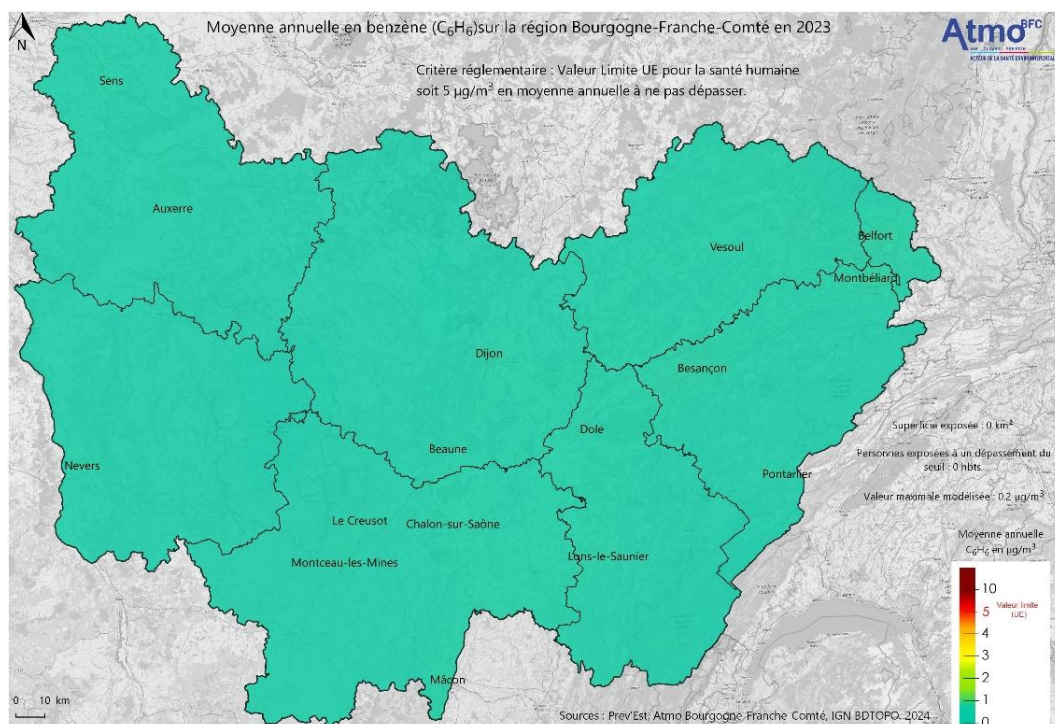 Moyenne annuelle en benzène (C₆H₆)sur la région Bourgogne-Franche-Comté en 2023
Atmo BFC
ACTEUR DE LA SANTÉ ENVIRONNEMENTALE
N
Critère réglementaire : Valeur Limite UE pour la santé humaine
soit 5 µg/m³ en moyenne annuelle à ne pas dépasser.
Sens
Auxerre
Belfort
Vesoul
Montbéliard
Dijon
Besançon
Dole
Beaune
Nevers
Pontarlier
Le Creusot
Chalon-sur-Saône
Montceau-les-Mines
Lons-le-Saunier
Mâcon
Superficie exposée : 0 km²
Personnes exposées à un dépassement du
seuil : 0 hbts
Valeur maximale modélisée : 0.2 µg/m³
Moyenne annuelle
C₆H₆ en µg/m³
10
5 Valeur limite
(UE)
4
3
2
1
0
0 10 km
Sources : Prev'Est, Atmo Bourgogne Franche Comté, IGN BDTOPO, 2024